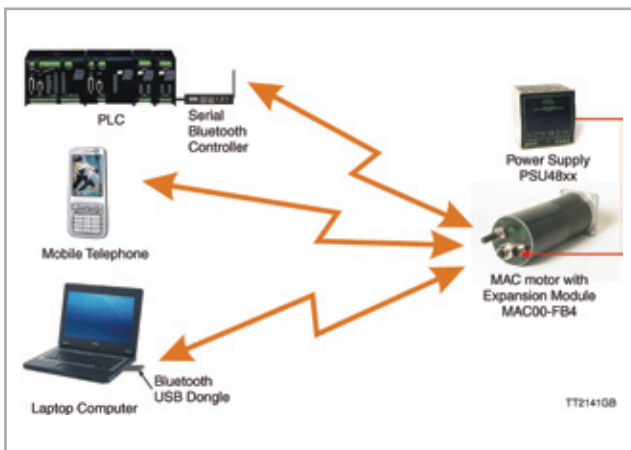 PLC
Serial
Bluetooth
Controller
Power Supply
PSU48xx
Mobile Telephone
MAC motor with
Expansion Module
MAC00-FB4
Bluetooth
USB Dongle
Laptop Computer
TT2141GB